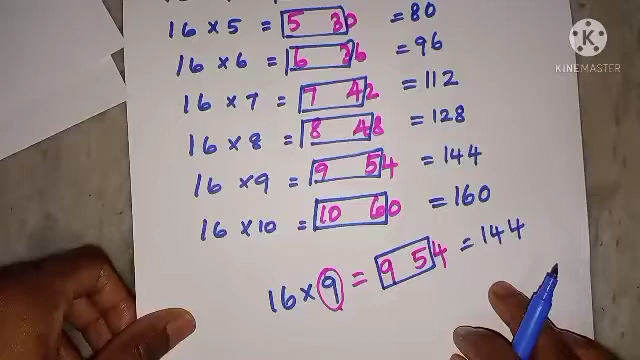 16 × 5 = 5 30 = 80
K
KINEMASTER
16 × 6 = 6 36 = 96
16 × 7 = 7 42 = 112
16 × 8 = 8 48 = 128
16 × 9 = 9 54 = 144
16 × 10 = 10 60 = 160
16 × 9 = 9 54 = 144